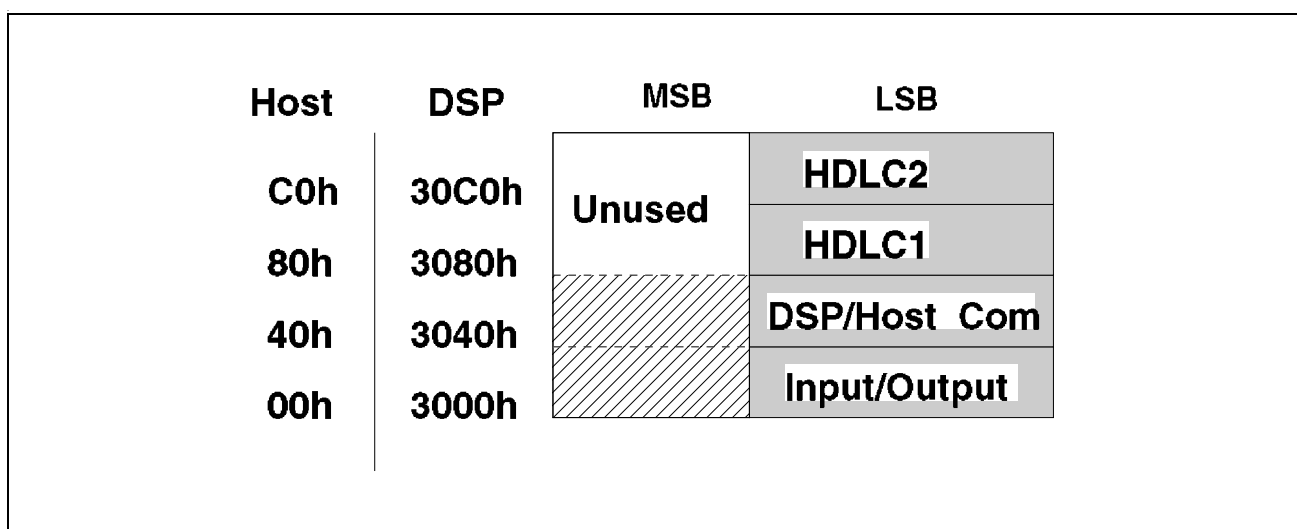 Host DSP MSB LSB
C0h 30C0h Unused HDLC2
80h 3080h HDLC1
40h 3040h DSP/Host Com
00h 3000h Input/Output